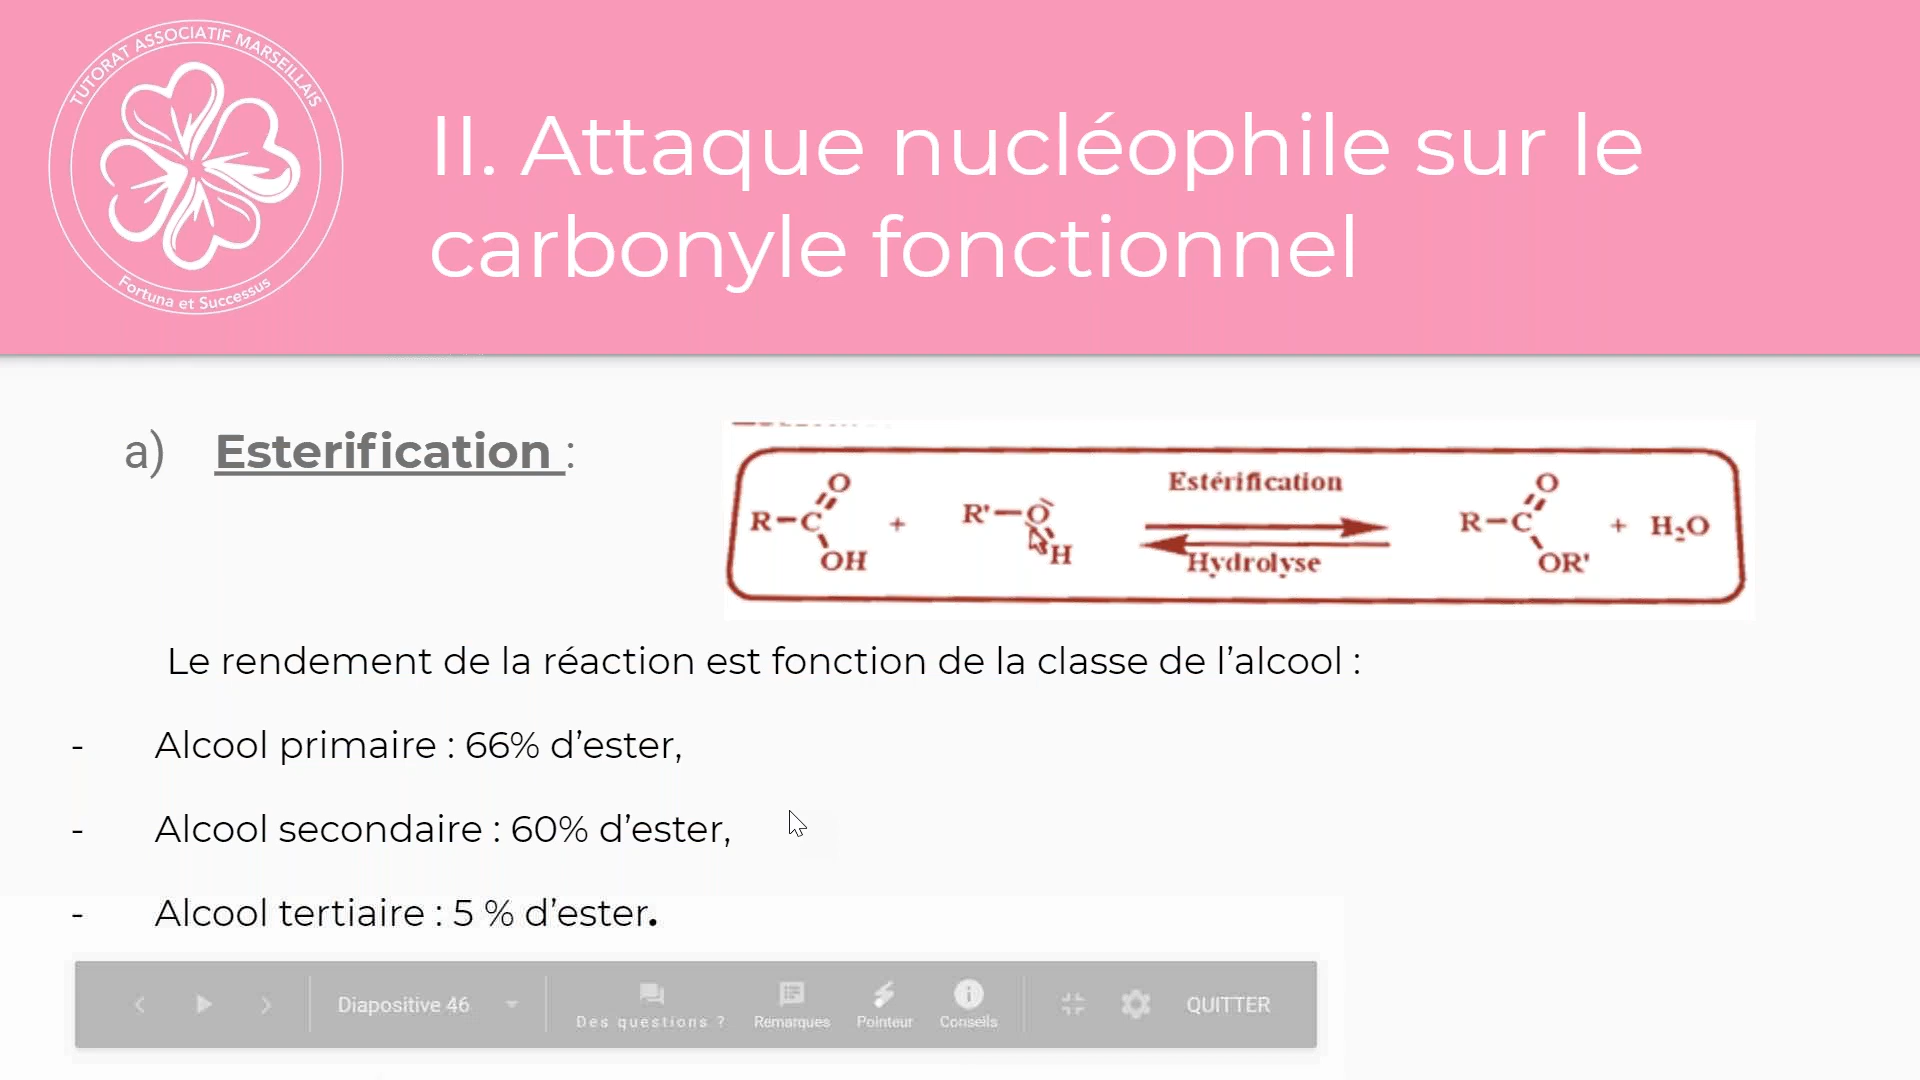 TUTORAT ASSOCIATIF MARSEILLAIS
Fortuna et Successus
II. Attaque nucléophile sur le
carbonyle fonctionnel
a) Esterification :
R-C
O
OH
+
R'-O
H
Estérification
Hydrolyse
R-C
O
OR'
+ H₂O
Le rendement de la réaction est fonction de la classe de l’alcool :
- Alcool primaire : 66% d’ester,
- Alcool secondaire : 60% d’ester,
- Alcool tertiaire : 5 % d’ester.
Diapositive 46
Des questions ?
Remarques
Pointeur
Conseils
QUITTER